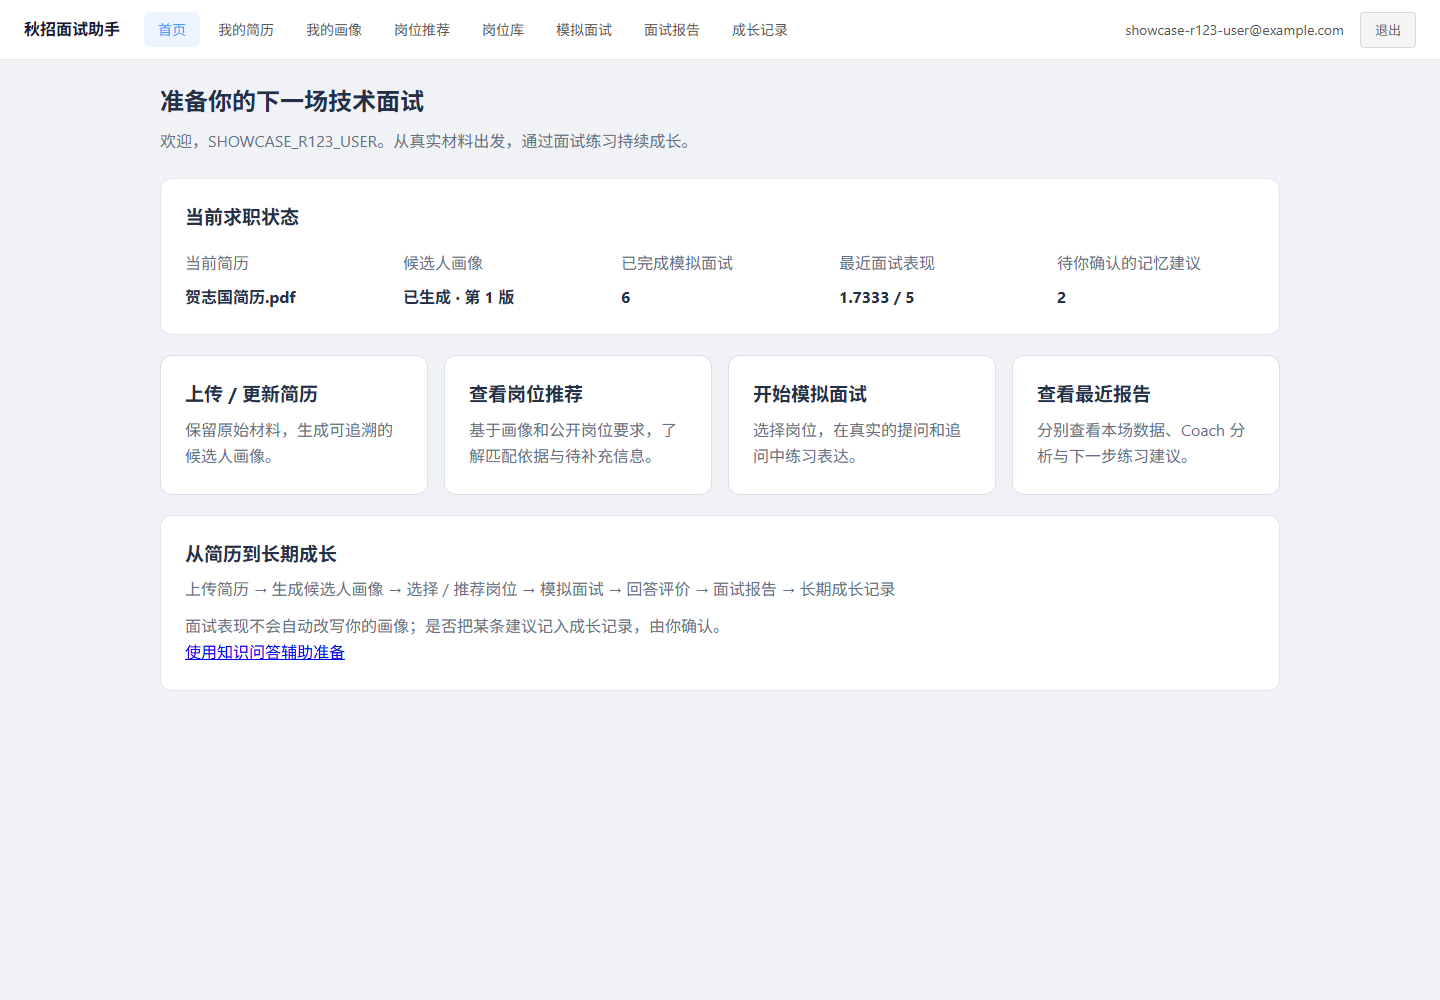 秋招面试助手 首页 我的简历 我的画像 岗位推荐 岗位库 模拟面试 面试报告 成长记录 showcase-r123-user@example.com 退出
准备你的下一场技术面试
欢迎，SHOWCASE_R123_USER。从真实材料出发，通过面试练习持续成长。
当前求职状态
当前简历 候选人画像 已完成模拟面试 最近面试表现 待你确认的记忆建议
贺志国简历.pdf 已生成 · 第 1 版 6 1.7333 / 5 2
上传 / 更新简历
保留原始材料，生成可追溯的
候选人画像。
查看岗位推荐
基于画像和公开岗位要求，了
解匹配依据与待补充信息。
开始模拟面试
选择岗位，在真实的提问和追
问中练习表达。
查看最近报告
分别查看本场数据、Coach 分
析与下一步练习建议。
从简历到长期成长
上传简历 → 生成候选人画像 → 选择 / 推荐岗位 → 模拟面试 → 回答评价 → 面试报告 → 长期成长记录
面试表现不会自动改写你的画像；是否把某条建议记入成长记录，由你确认。
使用知识问答辅助准备